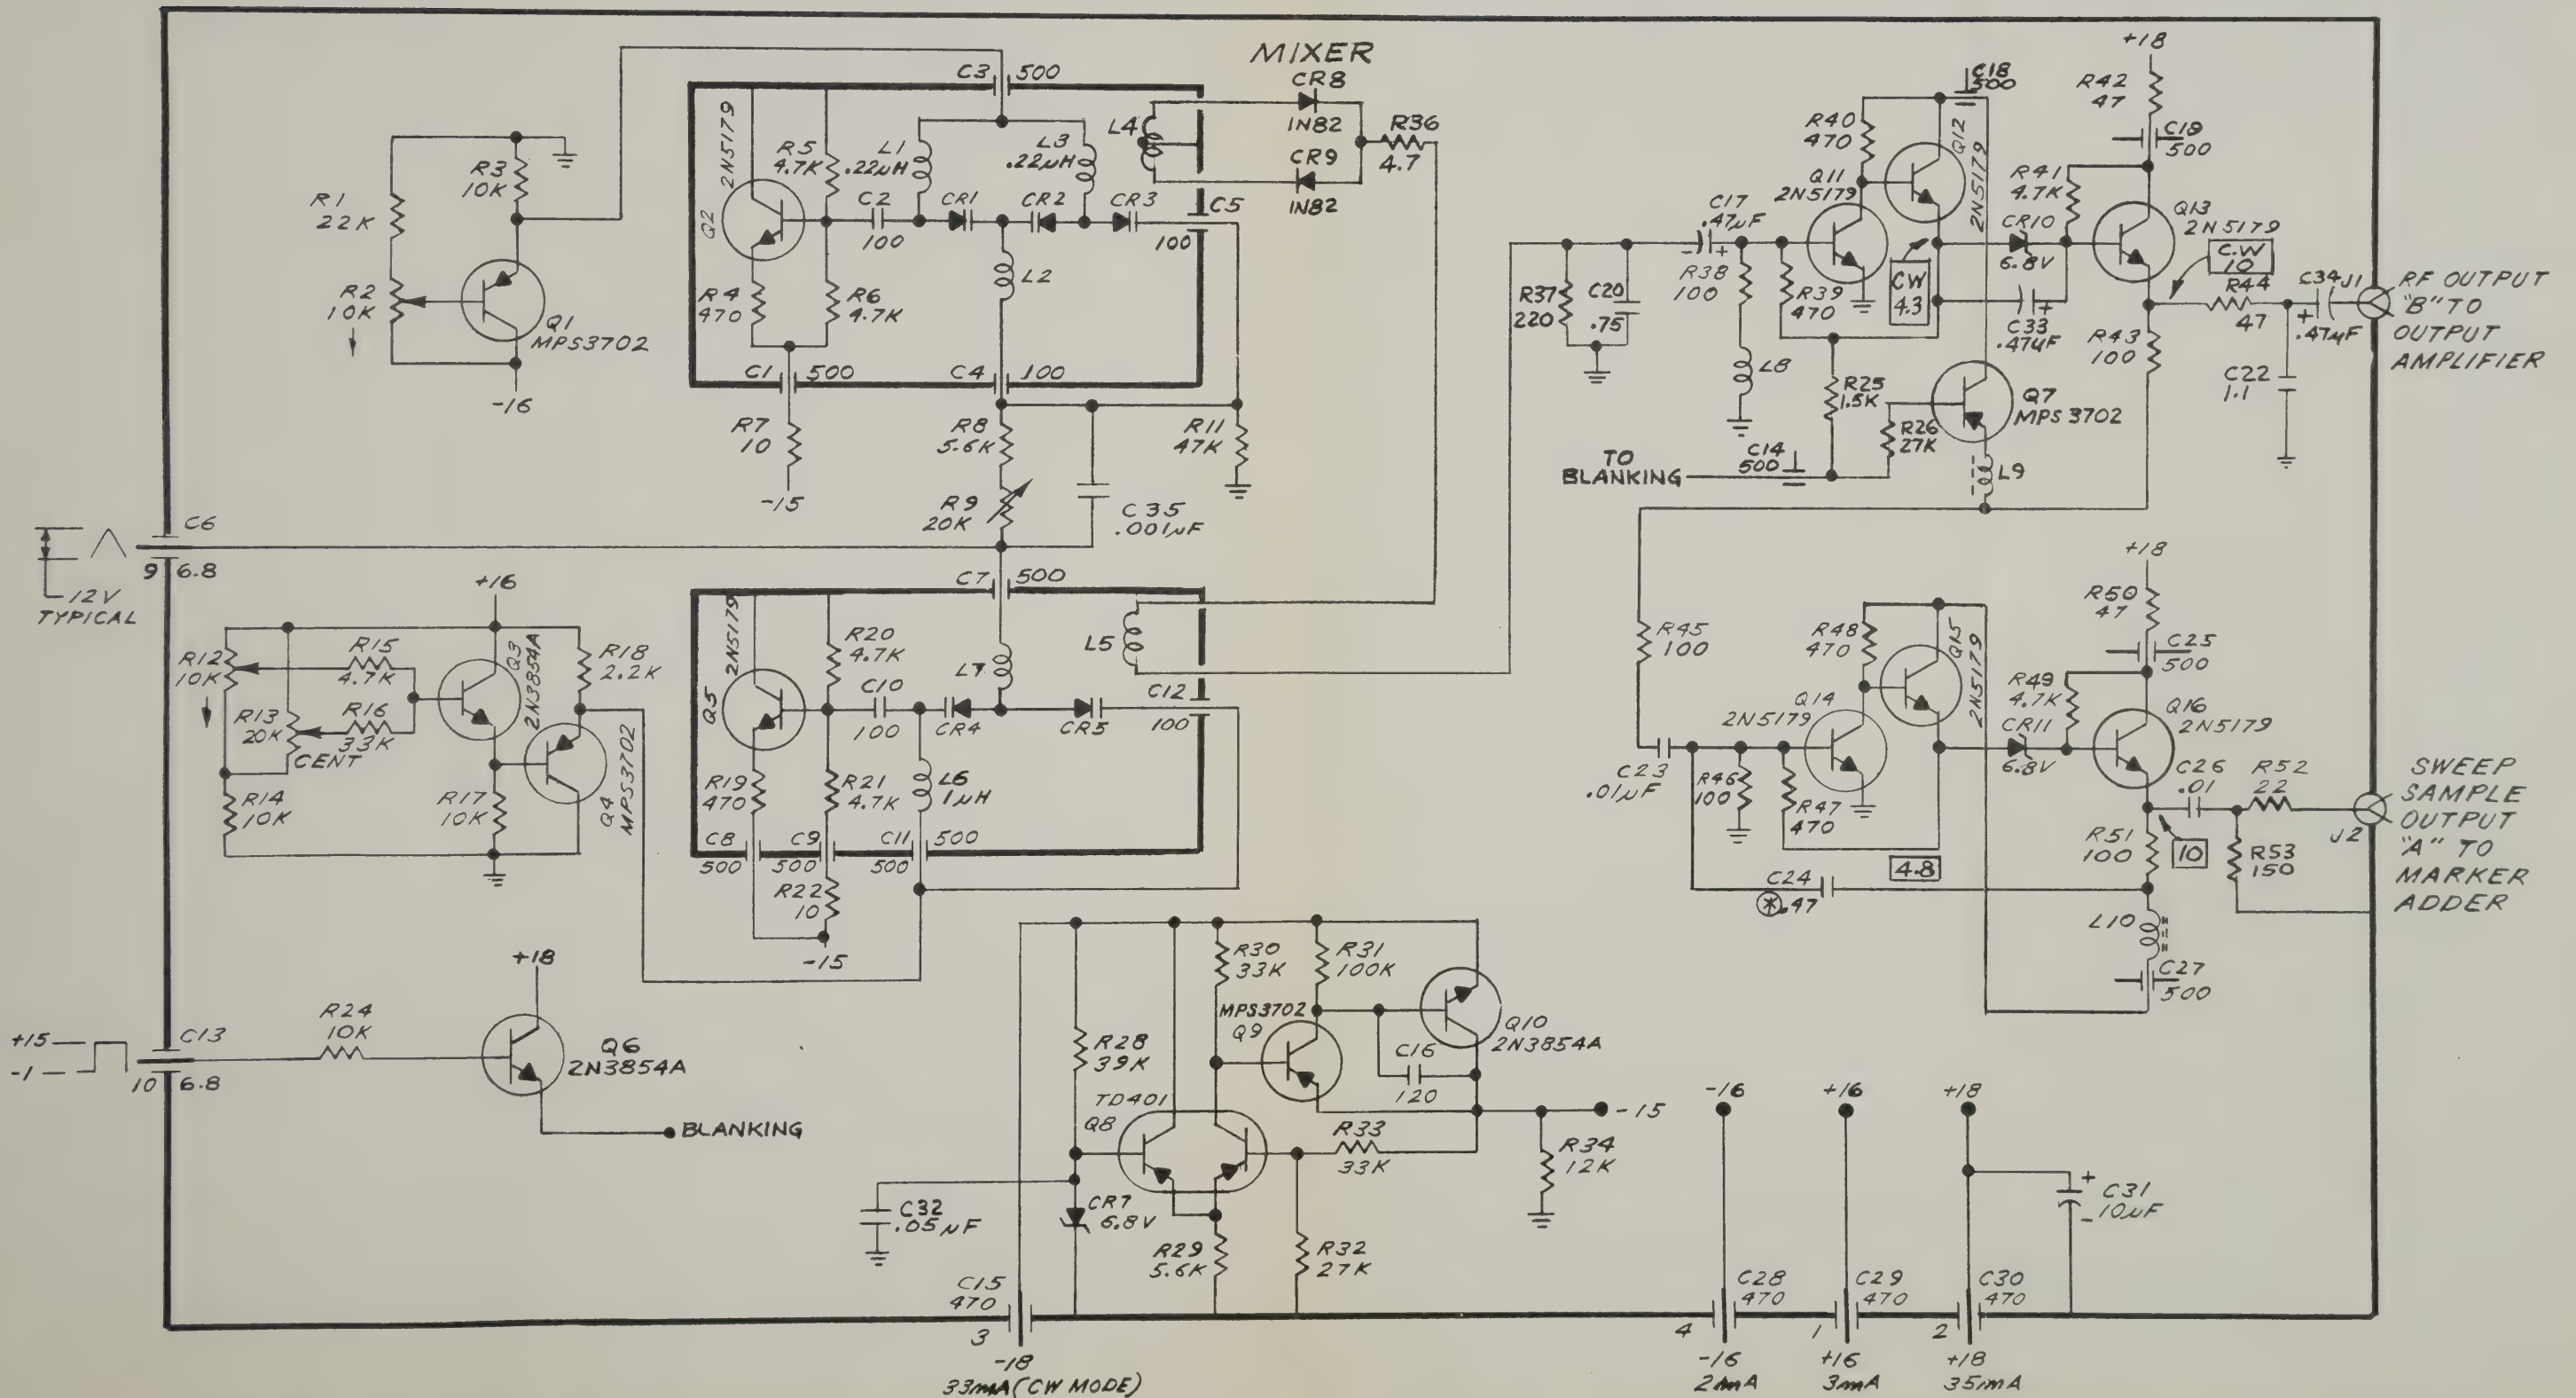 MIXER
C3 500
CR8
1N82
CR9
1N82
L4
R36
4.7
2N5179
Q2
R5
4.7K
L1
.22µH
L3
.22µH
C2
100
CR1
CR2
CR3
C5
100
L2
R4
470
R6
4.7K
C1 500
C4 100
R7
10
-15
R8
5.6K
R9
20K
C35
.001µF
R11
47K
R1
22K
R3
10K
R2
10K
Q1
MPS3702
-16
C6
9 6.8
12V
TYPICAL
+16
R12
10K
R15
4.7K
R13
20K
R16
33K
CENT
Q3
2N3854A
R18
2.2K
R14
10K
R17
10K
Q4
MPS3702
C7 500
2N5179
Q5
R20
4.7K
C10
100
L7
CR4
CR5
L5
C12
100
R19
470
R21
4.7K
L6
1µH
C8
500
C9
500
C11
500
500
R22
10
-15
+18
R24
10K
Q6
2N3854A
+15
-1
C13
10 6.8
BLANKING
R30
33K
R31
100K
R28
39K
MPS3702
Q9
Q10
2N3854A
C16
120
TD401
Q8
-15
R33
33K
R34
12K
C32
.05µF
CR7
6.8V
R29
5.6K
R32
27K
C15
470
3
-18
33mA (CW MODE)
-16
+16
+18
C31
10µF
+
-
C28
470
C29
470
C30
470
4
1
2
-16
2mA
+16
3mA
+18
35mA
C18
500
R40
470
Q12
2N5179
Q11
2N5179
C17
.47µF
- +
R38
100
R37
220
C20
.75
R39
470
L8
CW
4.3
R41
4.7K
CR10
6.8V
C33
.47µF
+
+18
R42
47
C19
500
Q13
2N5179
C.W
10
R44
47
C34
+
.47µF
J1
RF OUTPUT
"B" TO
OUTPUT
AMPLIFIER
R43
100
C22
1.1
R25
1.5K
R26
27K
Q7
MPS3702
L9
C14
500
TO
BLANKING
+18
R50
47
C25
500
R45
100
R48
470
Q15
2N5179
Q14
2N5179
R49
4.7K
CR11
6.8V
Q16
2N5179
C23
.01µF
R46
100
R47
470
C26
.01
R52
22
R51
100
10
R53
150
J2
4.8
C24
* .47
L10
C27
500
SWEEP
SAMPLE
OUTPUT
"A" TO
MARKER
ADDER